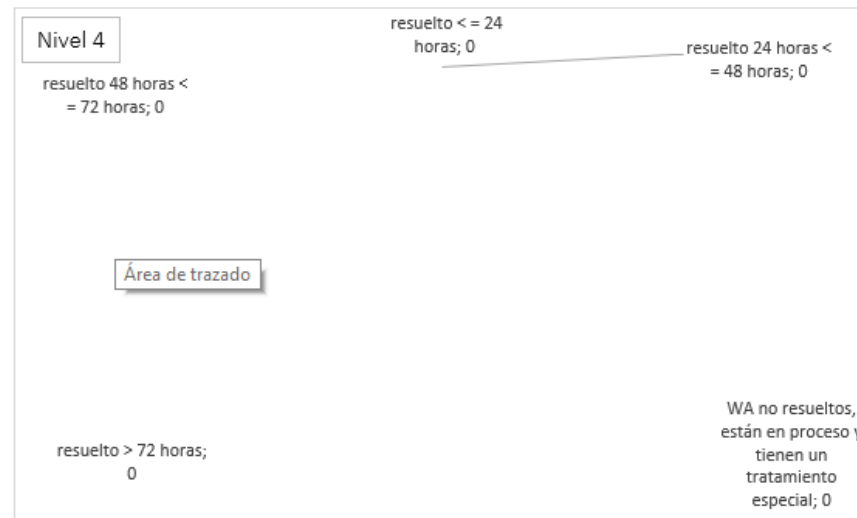 Nivel 4
resuelto < = 24
horas; 0
resuelto 24 horas <
= 48 horas; 0
resuelto 48 horas <
= 72 horas; 0
Área de trazado
resuelto > 72 horas;
0
WA no resueltos,
están en proceso y
tienen un
tratamiento
especial; 0